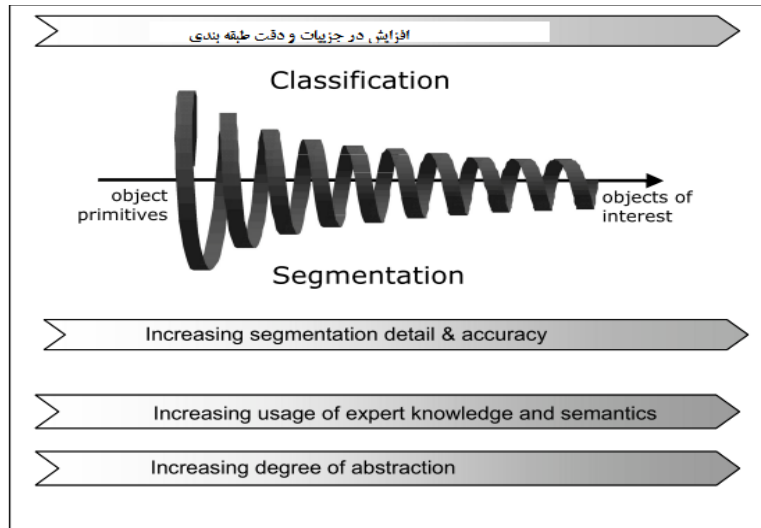 افزایش در جزییات و دقت طبقه بندی
Classification
object
primitives
objects of
interest
Segmentation
Increasing segmentation detail & accuracy
Increasing usage of expert knowledge and semantics
Increasing degree of abstraction